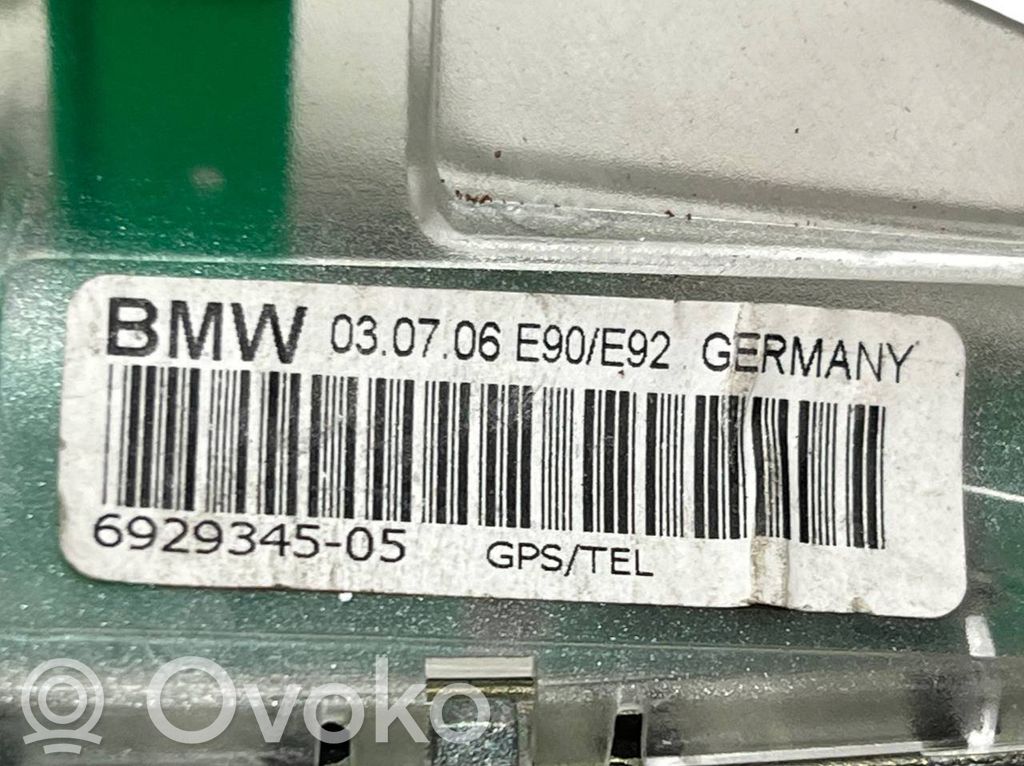 BMW 03.07.06 E90/E92 GERMANY
6929345-05 GPS/TEL
Ovoko